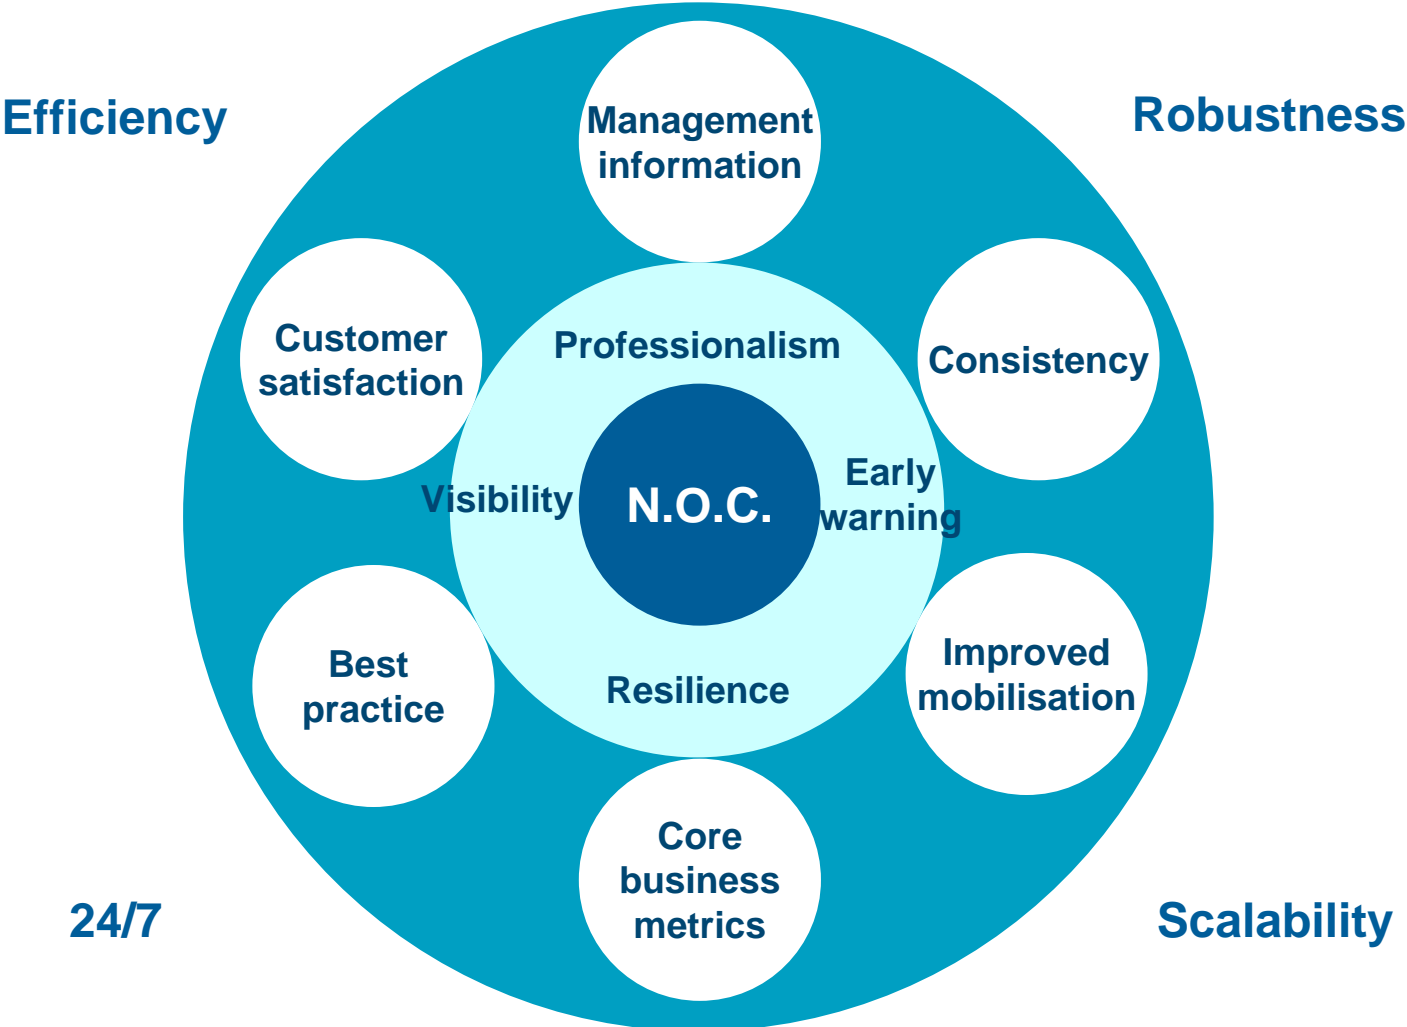 Efficiency
Robustness
Management
information
Customer
satisfaction
Professionalism
Consistency
Visibility
N.O.C.
Early
warning
Best
practice
Resilience
Improved
mobilisation
Core
business
metrics
24/7
Scalability